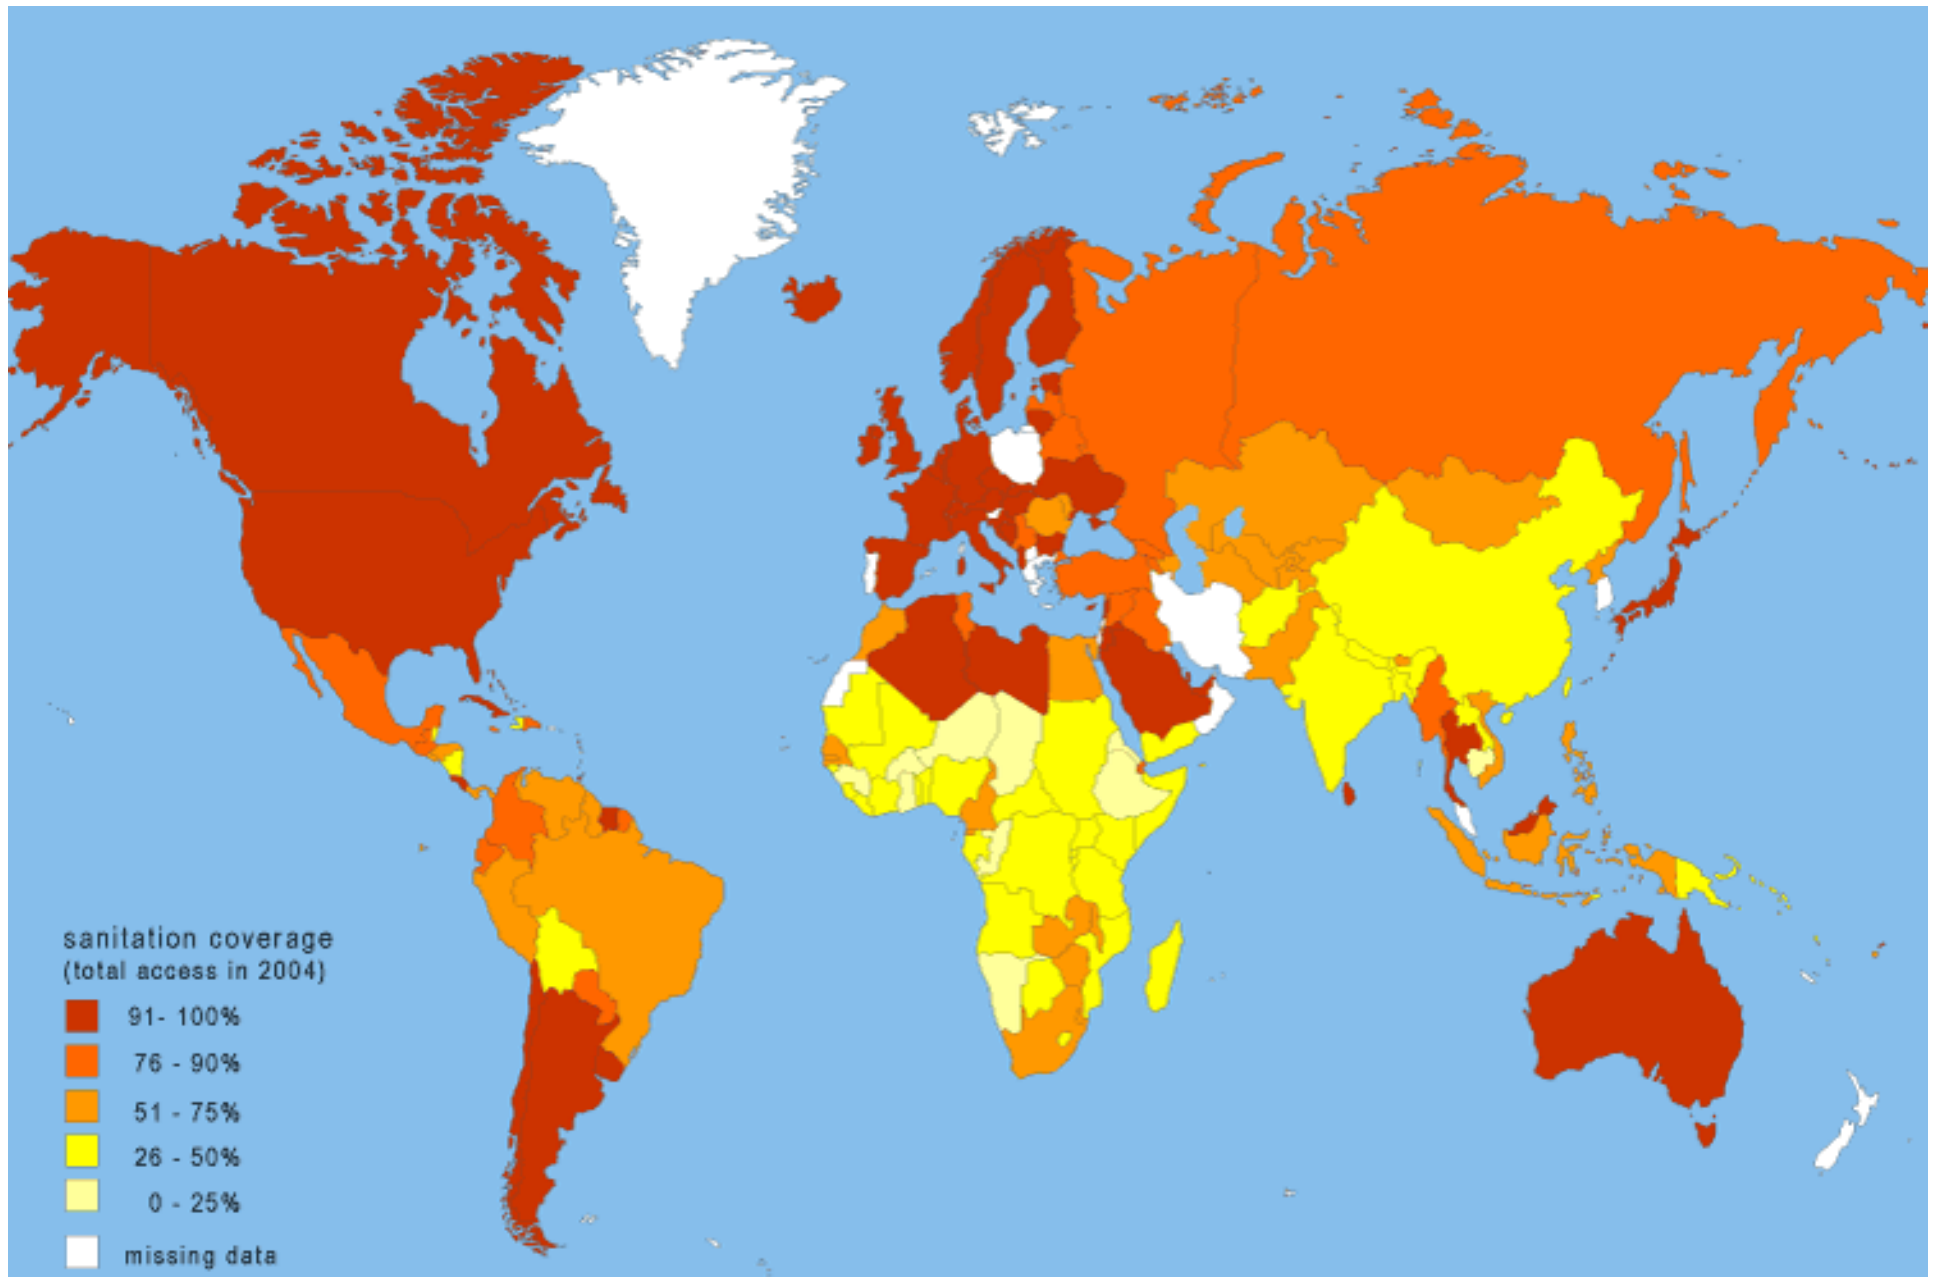 sanitation coverage
(total access in 2004)
91- 100%
76 - 90%
51 - 75%
26 - 50%
0 - 25%
missing data